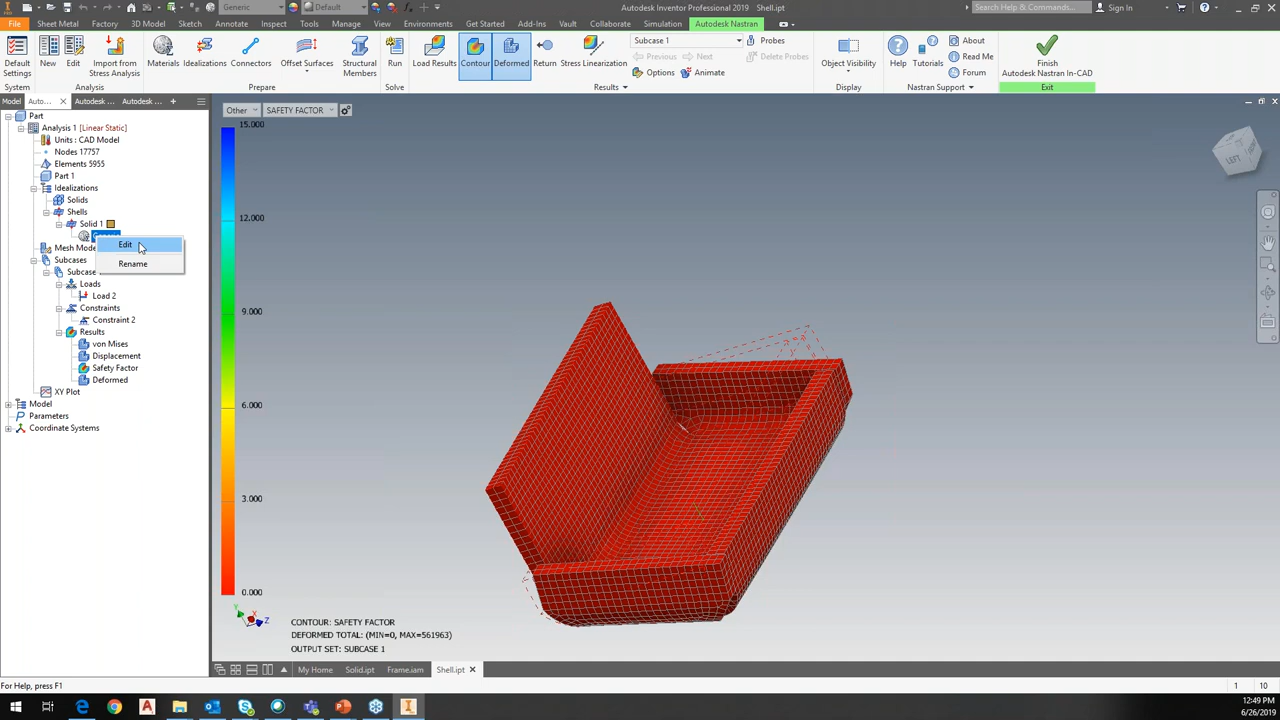 Generic
Default
Autodesk Inventor Professional 2019
Shell.ipt
Search Help & Commands...
Sign In
File
Sheet Metal
Factory
3D Model
Sketch
Annotate
Inspect
Tools
Manage
View
Environments
Get Started
Add-Ins
Vault
Collaborate
Simulation
Autodesk Nastran
Default Settings
New
Edit
Import from Stress Analysis
Materials
Idealizations
Connectors
Offset Surfaces
Structural Members
Run
Load Results
Contour
Deformed
Return
Stress Linearization
Subcase 1
Previous
Next
Options
Animate
Probes
Delete Probes
Object Visibility
Help
Tutorials
About
Read Me
Forum
Finish Autodesk Nastran In-CAD
System
Analysis
Prepare
Solve
Results
Display
Nastran Support
Exit
Model
Auto...
Autodesk ...
Autodesk ...
Part
Analysis 1 [Linear Static]
Units : CAD Model
Nodes 17757
Elements 5955
Part 1
Idealizations
Solids
Shells
Solid 1
Edit
Rename
Mesh Mode
Subcases
Subcase
Loads
Load 2
Constraints
Constraint 2
Results
von Mises
Displacement
Safety Factor
Deformed
XY Plot
Model
Parameters
Coordinate Systems
Other
SAFETY FACTOR
15.000
12.000
9.000
6.000
3.000
0.000
LEFT
Y
X
Z
CONTOUR: SAFETY FACTOR
DEFORMED TOTAL: (MIN=0, MAX=561963)
OUTPUT SET: SUBCASE 1
My Home
Solid.ipt
Frame.iam
Shell.ipt
For Help, press F1
1
10
12:49 PM
6/26/2019